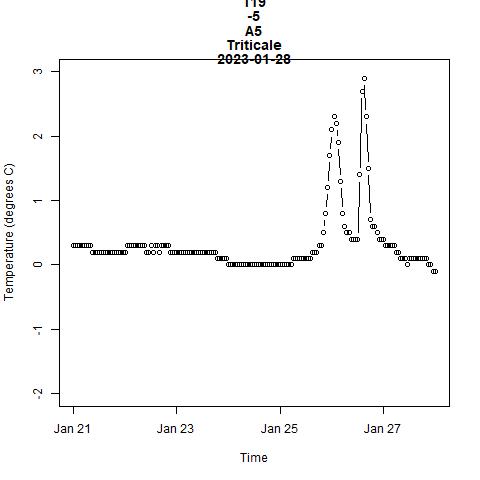 T19
-5
A5
Triticale
2023-01-28
3
2
1
0
-1
-2
Temperature (degrees C)
Jan 21 Jan 23 Jan 25 Jan 27
Time